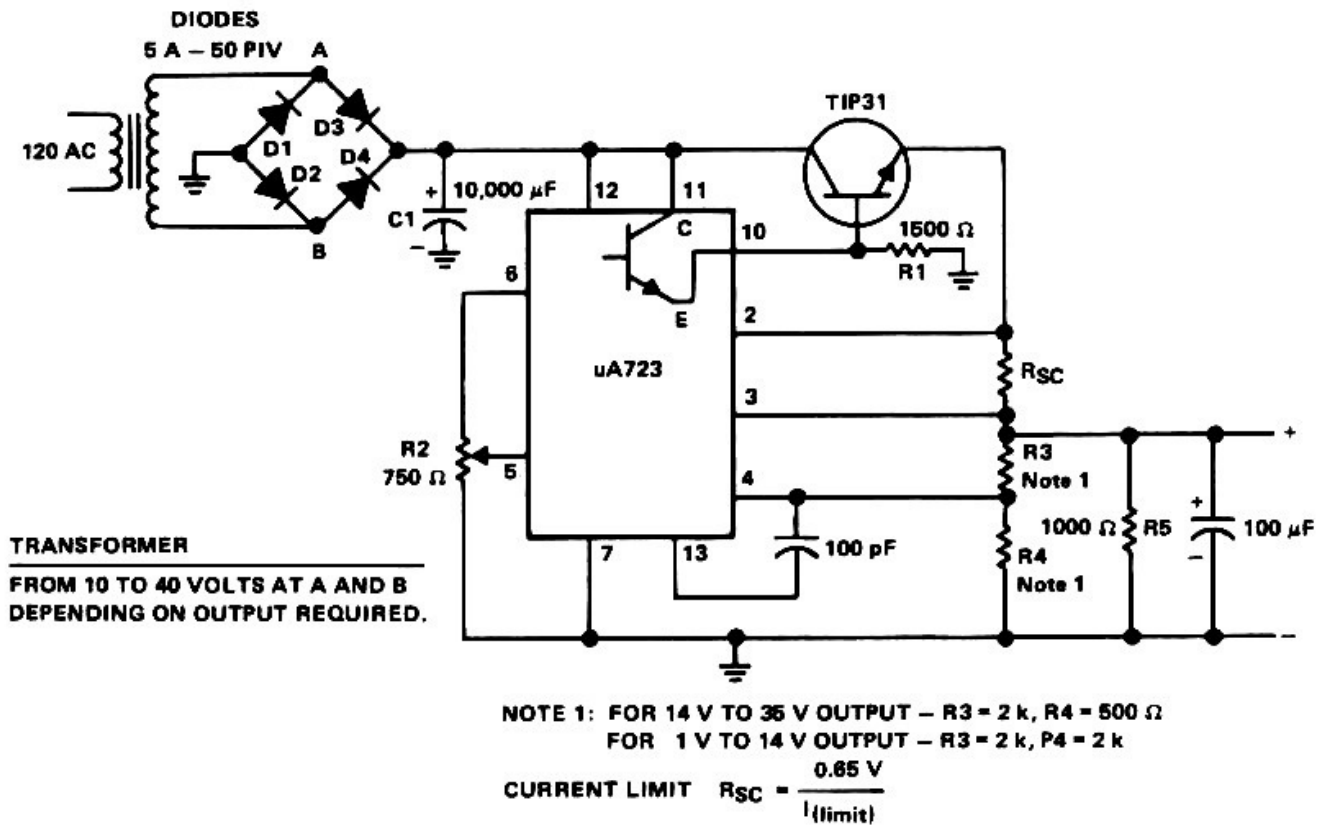 DIODES
5 A – 50 PIV
A
TIP31
D1
D3
120 AC
D2
D4
+
10,000 µF
12
11
C1
C
10
1500 Ω
–
R1
B
6
E
2
RSC
uA723
3
+
R2
5
R3
750 Ω
4
Note 1
+
1000 Ω
R5
100 µF
TRANSFORMER
7
13
100 pF
R4
–
FROM 10 TO 40 VOLTS AT A AND B
Note 1
DEPENDING ON OUTPUT REQUIRED.
–
NOTE 1: FOR 14 V TO 35 V OUTPUT – R3 = 2 k, R4 = 500 Ω
FOR 1 V TO 14 V OUTPUT – R3 = 2 k, P4 = 2 k
CURRENT LIMIT RSC = 0.65 V
I(limit)